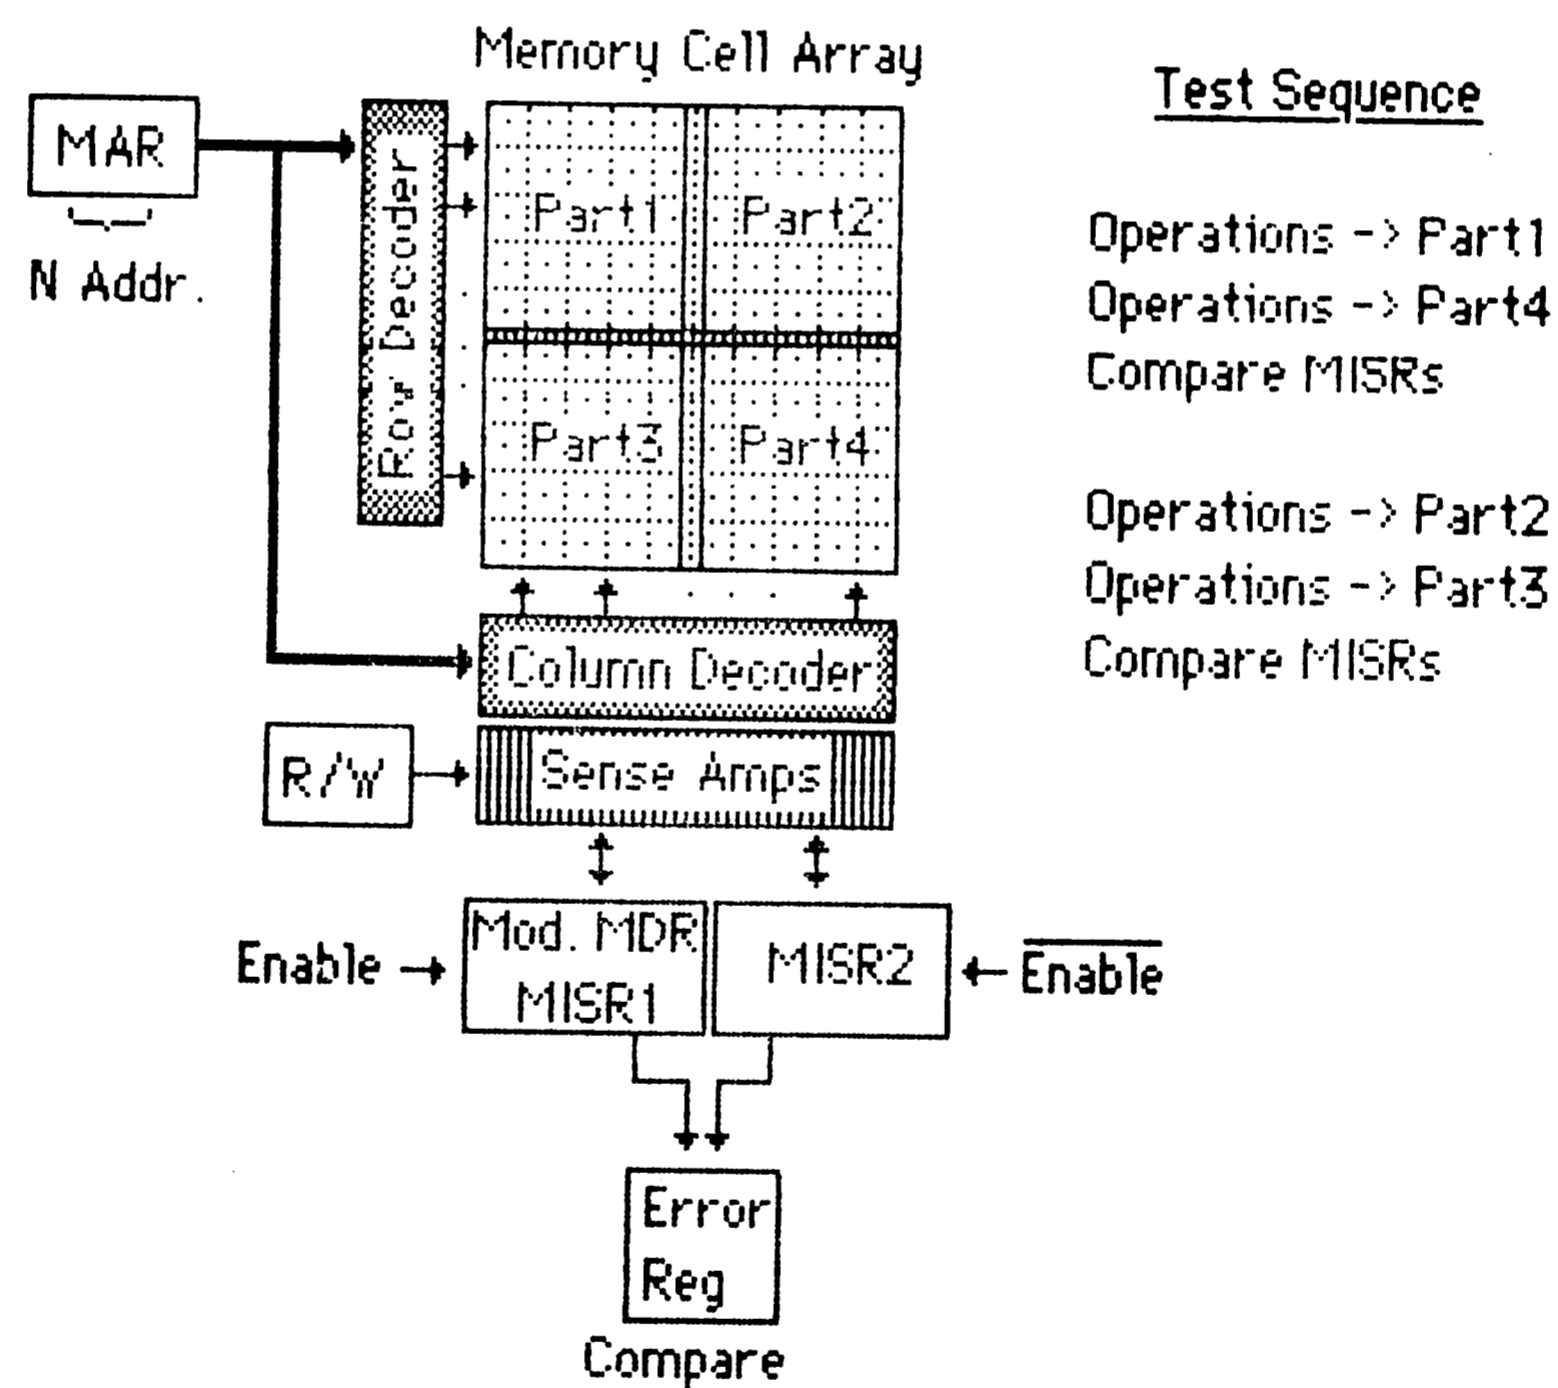 Memory Cell Array
MAR
N Addr.
Row Decoder
Part1
Part2
Part3
Part4
Column Decoder
R/W
Sense Amps
Enable
Mod. MDR
MISR1
MISR2
Enable
Error
Reg
Compare
Test Sequence
Operations -> Part1
Operations -> Part4
Compare MISRs
Operations -> Part2
Operations -> Part3
Compare MISRs